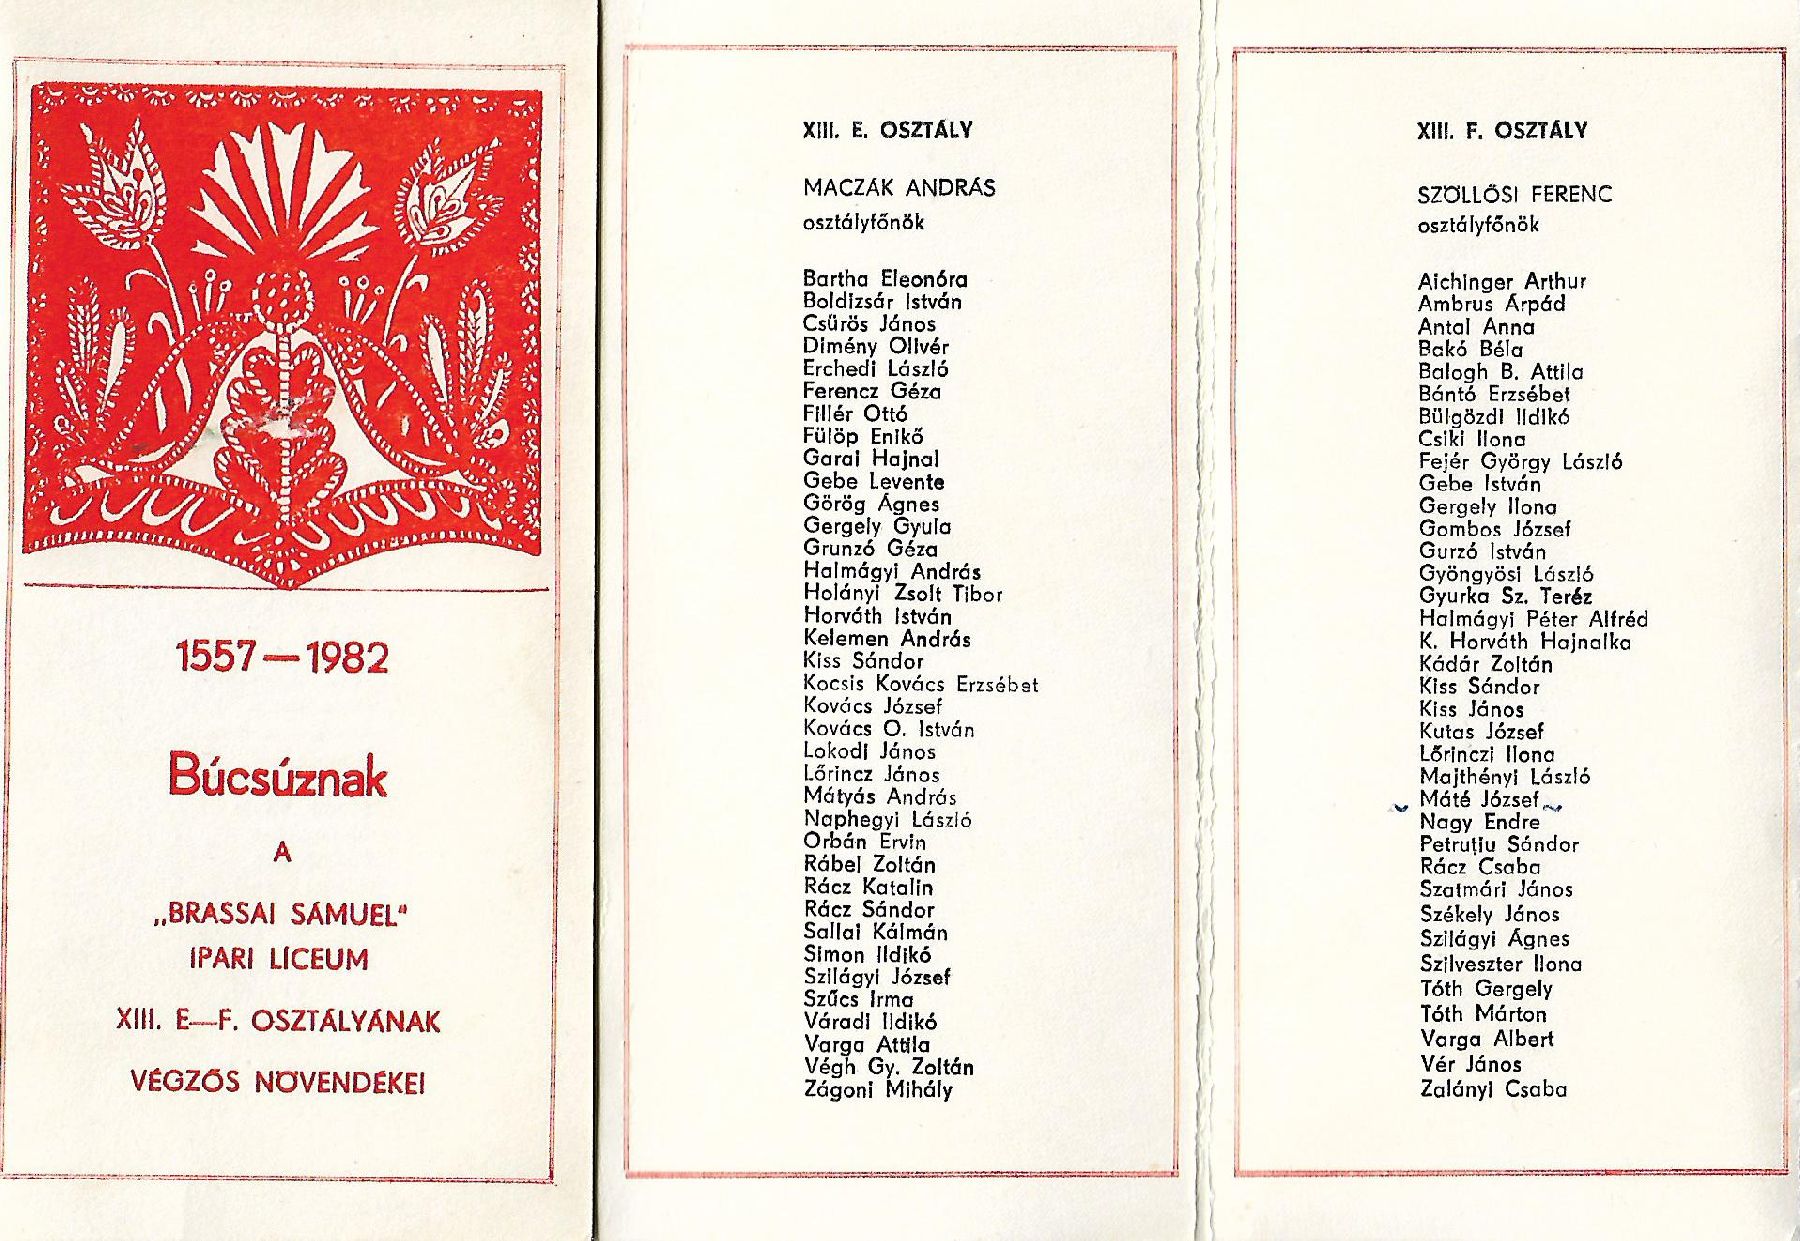 1557—1982
Búcsúznak
A
„BRASSAI SÁMUEL"
IPARI LÍCEUM
XIII. E—F. OSZTÁLYÁNAK
VÉGZŐS NÖVENDÉKEI
XIII. E. OSZTÁLY
MACZÁK ANDRÁS
osztályfőnök
Bartha Eleonóra
Boldizsár István
Csűrös János
Dimény Olivér
Erchedi László
Ferencz Géza
Fillér Ottó
Fülöp Enikő
Garai Hajnal
Gebe Levente
Görög Ágnes
Gergely Gyula
Grunzó Géza
Halmágyi András
Holányi Zsolt Tibor
Horváth István
Kelemen András
Kiss Sándor
Kocsis Kovács Erzsébet
Kovács József
Kovács O. István
Lokodi János
Lőrincz János
Mátyás András
Naphegyi László
Orbán Ervin
Rábel Zoltán
Rácz Katalin
Rácz Sándor
Sallai Kálmán
Simon Ildikó
Szilágyi József
Szűcs Irma
Váradi Ildikó
Varga Attila
Végh Gy. Zoltán
Zágoni Mihály
XIII. F. OSZTÁLY
SZÖLLŐSI FERENC
osztályfőnök
Aichinger Arthur
Ambrus Árpád
Antal Anna
Bakó Béla
Balogh B. Attila
Bántó Erzsébet
Bülgözdi Ildikó
Csiki Ilona
Fejér György László
Gebe István
Gergely Ilona
Gombos József
Gurzó István
Gyöngyösi László
Gyurka Sz. Teréz
Halmágyi Péter Alfréd
K. Horváth Hajnalka
Kádár Zoltán
Kiss Sándor
Kiss János
Kutas József
Lőrinczi Ilona
Majthényi László
Máté József
Nagy Endre
Petruțiu Sándor
Rácz Csaba
Szatmári János
Székely János
Szilágyi Ágnes
Szilveszter Ilona
Tóth Gergely
Tóth Márton
Varga Albert
Vér János
Zalányi Csaba